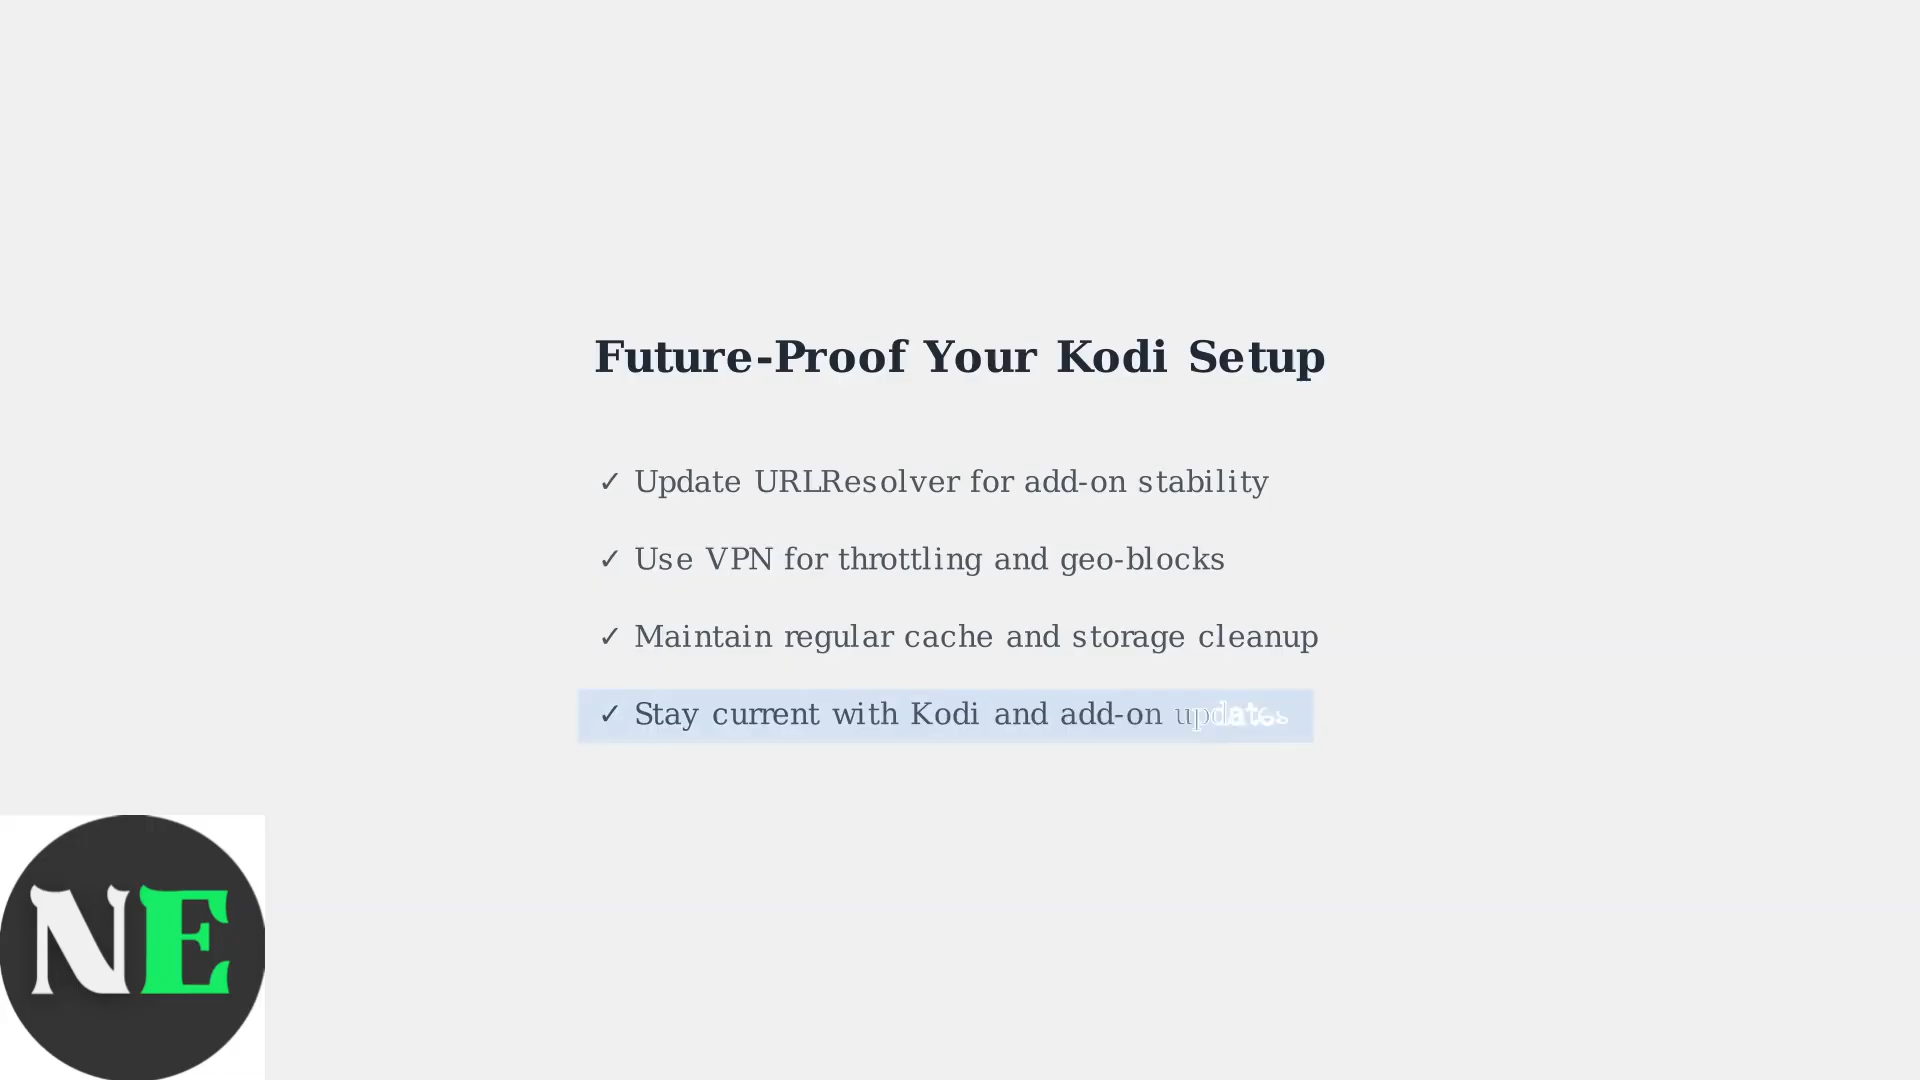 Future-Proof Your Kodi Setup
✓ Update URLResolver for add-on stability
✓ Use VPN for throttling and geo-blocks
✓ Maintain regular cache and storage cleanup
✓ Stay current with Kodi and add-on updates
NE